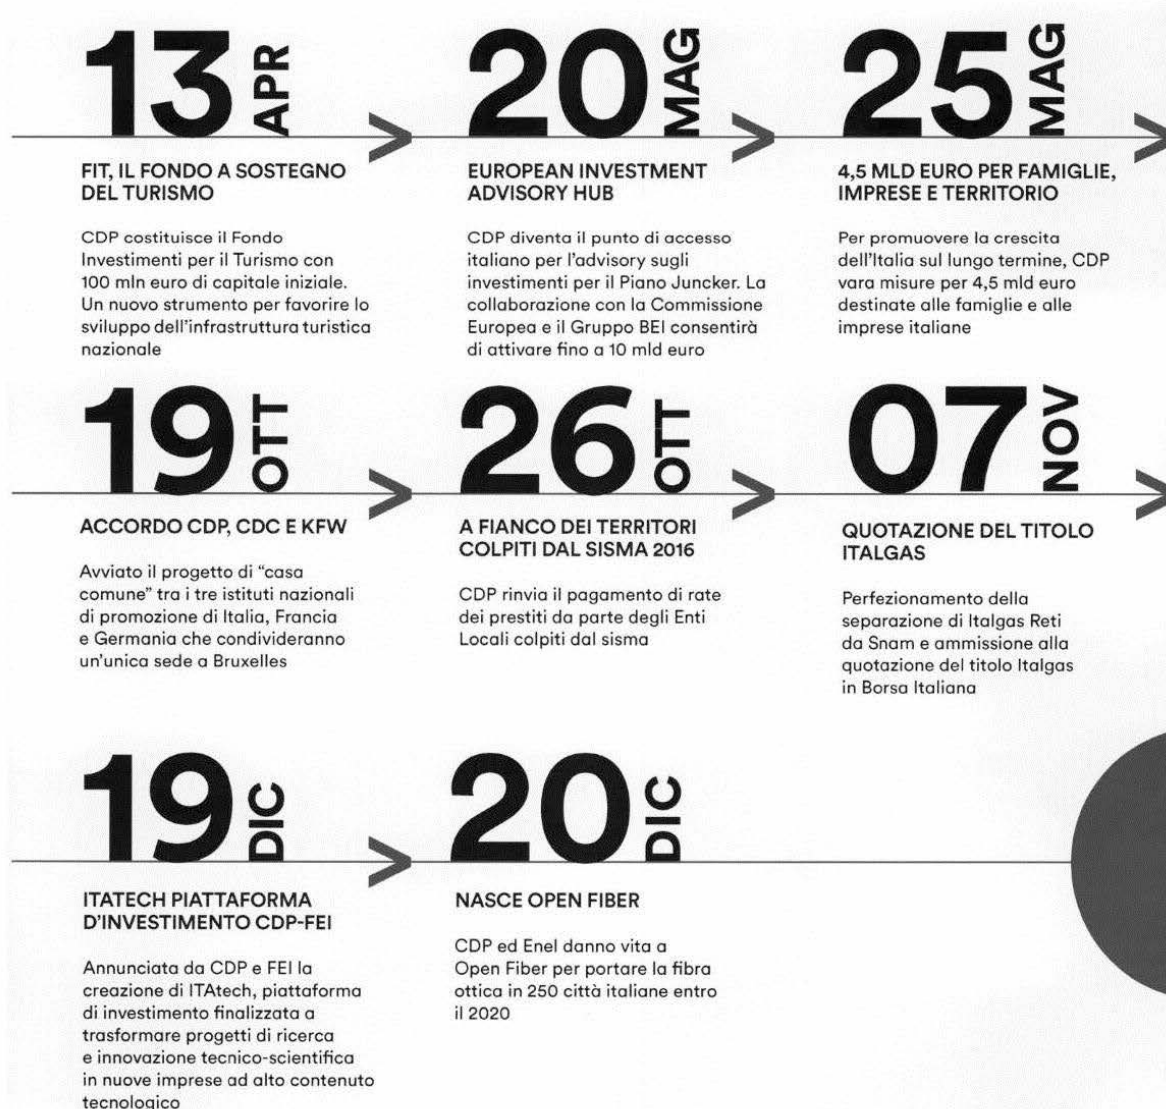 13 APR
FIT, IL FONDO A SOSTEGNO
DEL TURISMO
CDP costituisce il Fondo
Investimenti per il Turismo con
100 mln euro di capitale iniziale.
Un nuovo strumento per favorire lo
sviluppo dell'infrastruttura turistica
nazionale
20 MAG
EUROPEAN INVESTMENT
ADVISORY HUB
CDP diventa il punto di accesso
italiano per l'advisory sugli
investimenti per il Piano Juncker. La
collaborazione con la Commissione
Europea e il Gruppo BEI consentirà
di attivare fino a 10 mld euro
25 MAG
4,5 MLD EURO PER FAMIGLIE,
IMPRESE E TERRITORIO
Per promuovere la crescita
dell'Italia sul lungo termine, CDP
vara misure per 4,5 mld euro
destinate alle famiglie e alle
imprese italiane
19 OTT
ACCORDO CDP, CDC E KFW
Avviato il progetto di “casa
comune” tra i tre istituti nazionali
di promozione di Italia, Francia
e Germania che condivideranno
un'unica sede a Bruxelles
26 OTT
A FIANCO DEI TERRITORI
COLPITI DAL SISMA 2016
CDP rinvia il pagamento di rate
dei prestiti da parte degli Enti
Locali colpiti dal sisma
07 NOV
QUOTAZIONE DEL TITOLO
ITALGAS
Perfezionamento della
separazione di Italgas Reti
da Snam e ammissione alla
quotazione del titolo Italgas
in Borsa Italiana
19 DIC
ITATECH PIATTAFORMA
D'INVESTIMENTO CDP-FEI
Annunciata da CDP e FEI la
creazione di ITAtech, piattaforma
di investimento finalizzata a
trasformare progetti di ricerca
e innovazione tecnico-scientifica
in nuove imprese ad alto contenuto
tecnologico
20 DIC
NASCE OPEN FIBER
CDP ed Enel danno vita a
Open Fiber per portare la fibra
ottica in 250 città italiane entro
il 2020